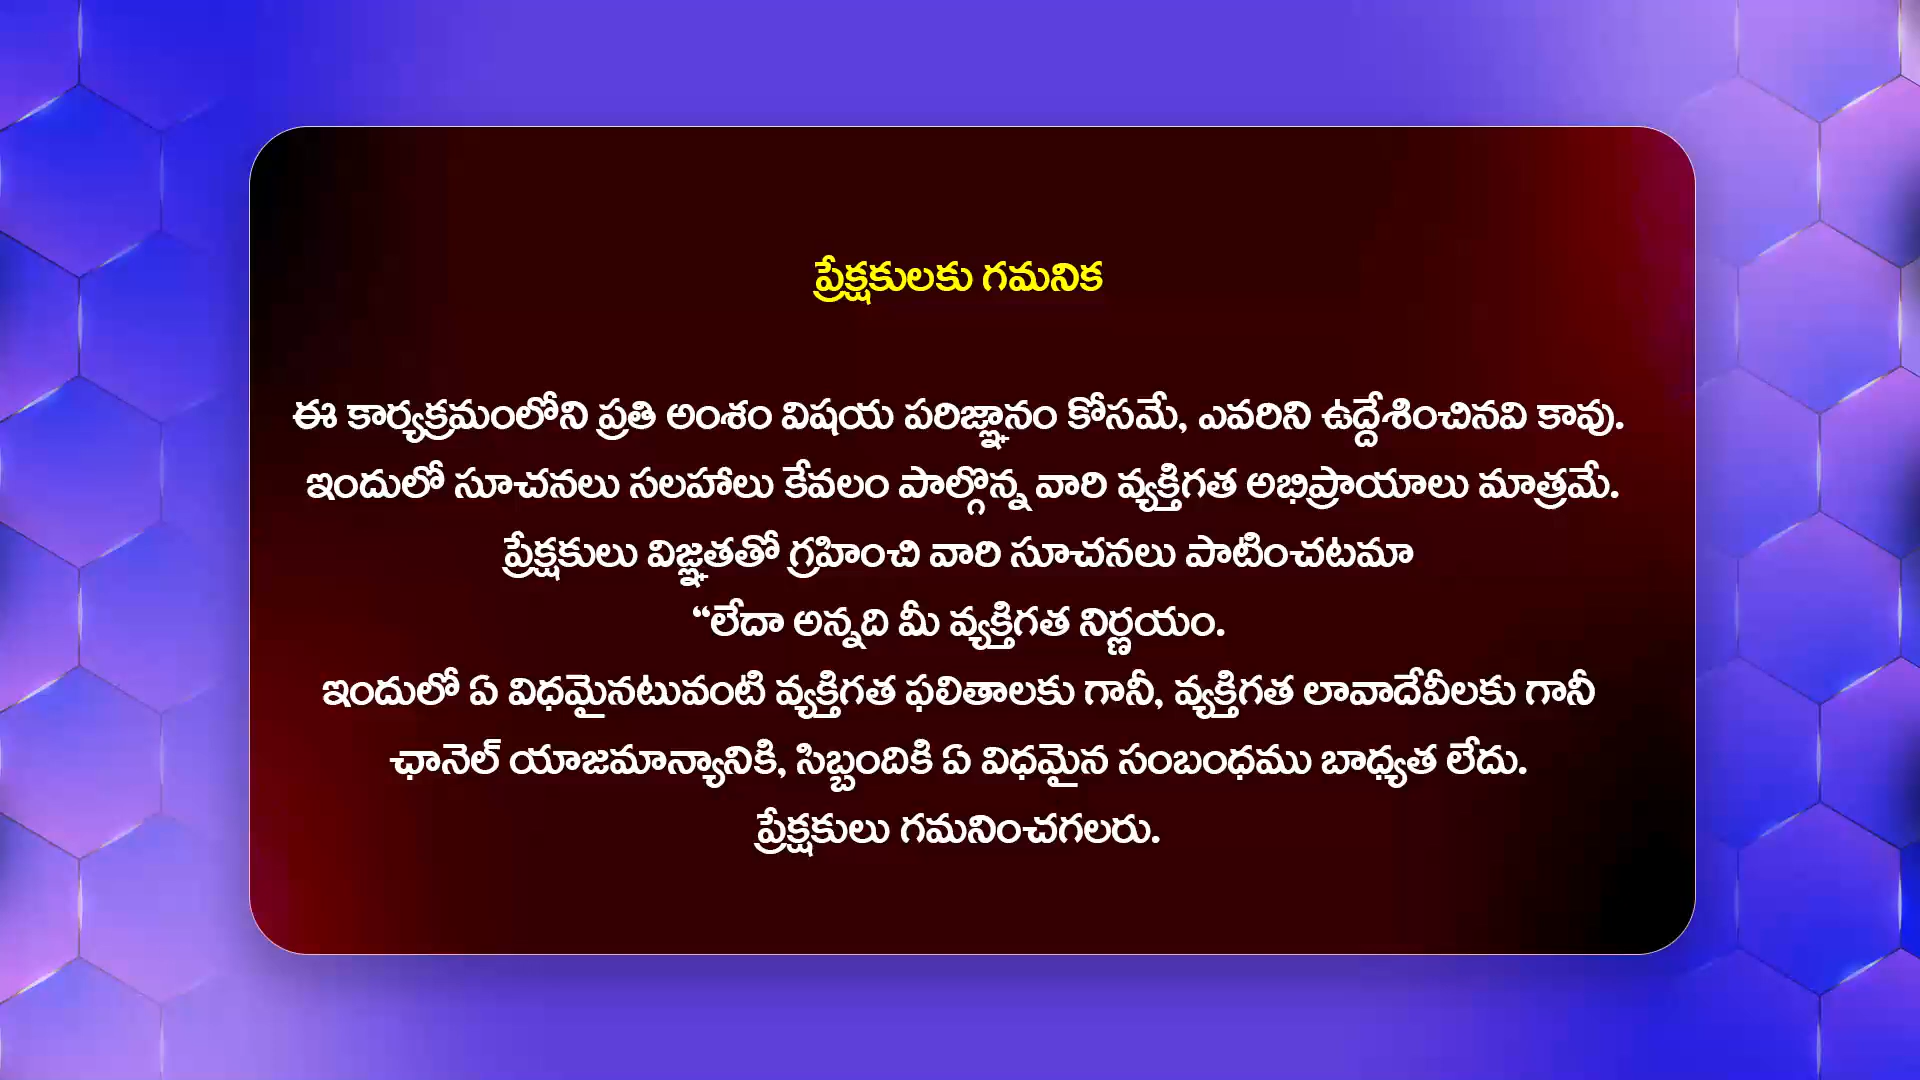 ప్రేక్షకులకు గమనిక
ఈ కార్యక్రమంలోని ప్రతి అంశం విషయ పరిజ్ఞానం కోసమే, ఎవరిని ఉద్దేశించినవి కావు.
ఇందులో సూచనలు సలహాలు కేవలం పాల్గొన్న వారి వ్యక్తిగత అభిప్రాయాలు మాత్రమే.
ప్రేక్షకులు విజ్ఞతతో గ్రహించి వారి సూచనలు పాటించటమా
“లేదా అన్నది మీ వ్యక్తిగత నిర్ణయం.
ఇందులో ఏ విధమైనటువంటి వ్యక్తిగత ఫలితాలకు గానీ, వ్యక్తిగత లావాదేవీలకు గానీ
ఛానెల్ యాజమాన్యానికి, సిబ్బందికి ఏ విధమైన సంబంధము బాధ్యత లేదు.
ప్రేక్షకులు గమనించగలరు.